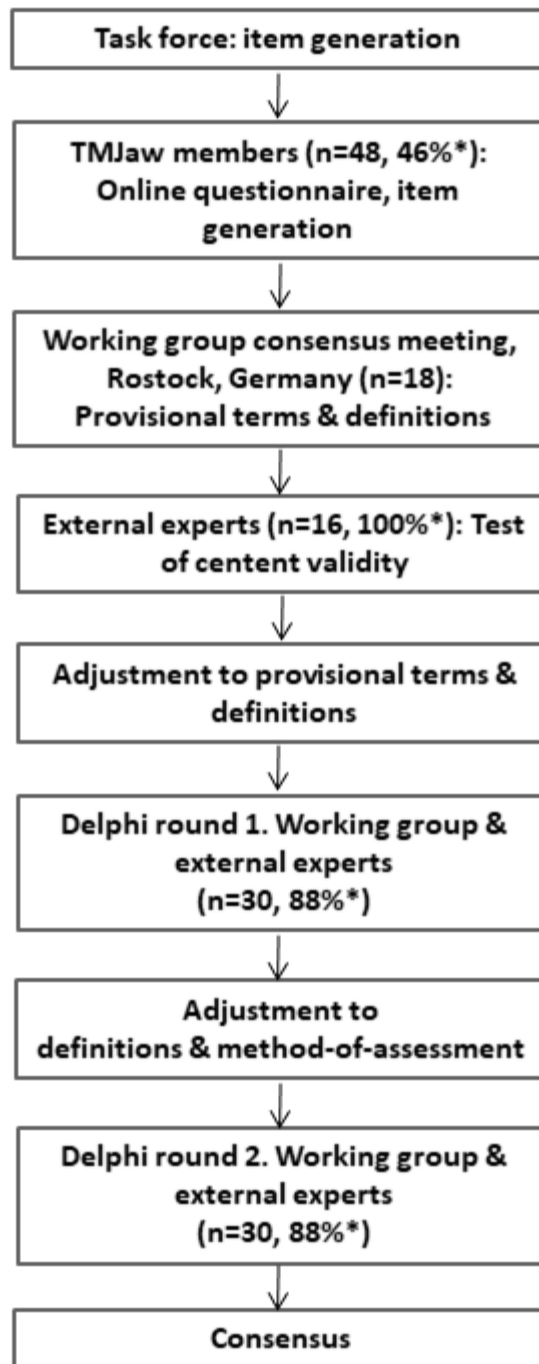 Task force: item generation
TMJaw members (n=48, 46%*):
Online questionnaire, item
generation
Working group consensus meeting,
Rostock, Germany (n=18):
Provisional terms & definitions
External experts (n=16, 100%*): Test
of centent validity
Adjustment to provisional terms &
definitions
Delphi round 1. Working group &
external experts
(n=30, 88%*)
Adjustment to
definitions & method-of-assessment
Delphi round 2. Working group &
external experts
(n=30, 88%*)
Consensus